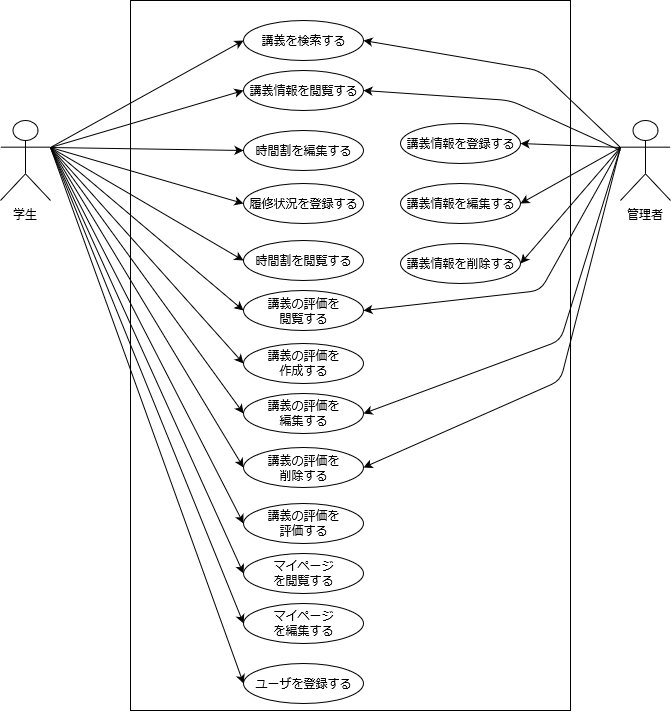 講義を検索する
講義情報を閲覧する
時間割を編集する
講義情報を登録する
履修状況を登録する
講義情報を編集する
学生
管理者
時間割を閲覧する
講義情報を削除する
講義の評価を
閲覧する
講義の評価を
作成する
講義の評価を
編集する
講義の評価を
削除する
講義の評価を
評価する
マイページ
を閲覧する
マイページ
を編集する
ユーザを登録する